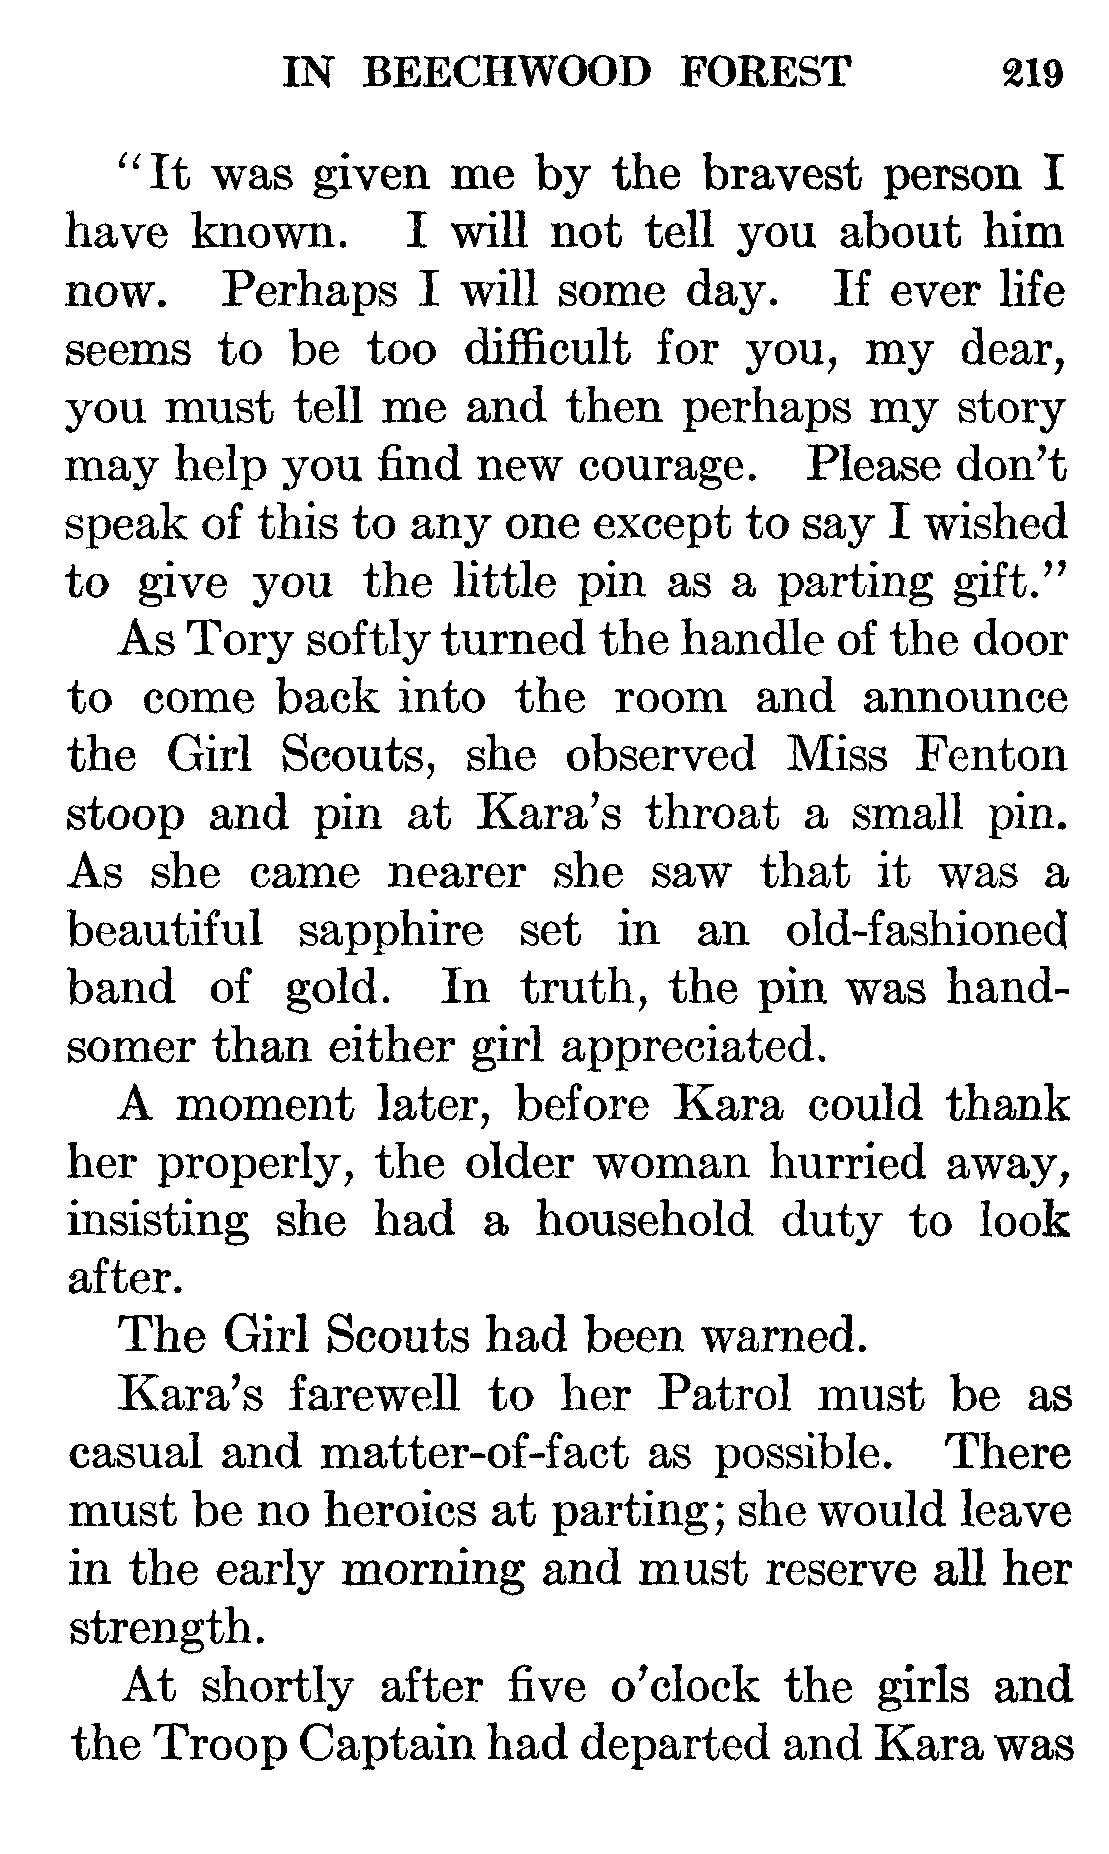 IN BEECHWOOD FOREST 219
"It was given me by the bravest person I
have known. I will not tell you about him
now. Perhaps I will some day. If ever life
seems to be too difficult for you, my dear,
you must tell me and then perhaps my story
may help you find new courage. Please don't
speak of this to any one except to say I wished
to give you the little pin as a parting gift."
As Tory softly turned the handle of the door
to come back into the room and announce
the Girl Scouts, she observed Miss Fenton
stoop and pin at Kara's throat a small pin.
As she came nearer she saw that it was a
beautiful sapphire set in an old-fashioned
band of gold. In truth, the pin was hand-
somer than either girl appreciated.
A moment later, before Kara could thank
her properly, the older woman hurried away,
insisting she had a household duty to look
after.
The Girl Scouts had been warned.
Kara's farewell to her Patrol must be as
casual and matter-of-fact as possible. There
must be no heroics at parting; she would leave
in the early morning and must reserve all her
strength.
At shortly after five o'clock the girls and
the Troop Captain had departed and Kara was